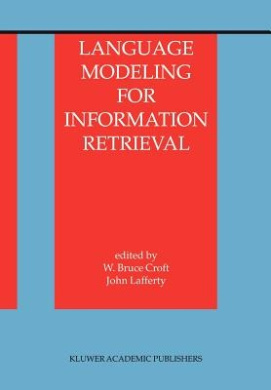 LANGUAGE
MODELING
FOR
INFORMATION
RETRIEVAL
edited by
W. Bruce Croft
John Lafferty
KLUWER ACADEMIC PUBLISHERS